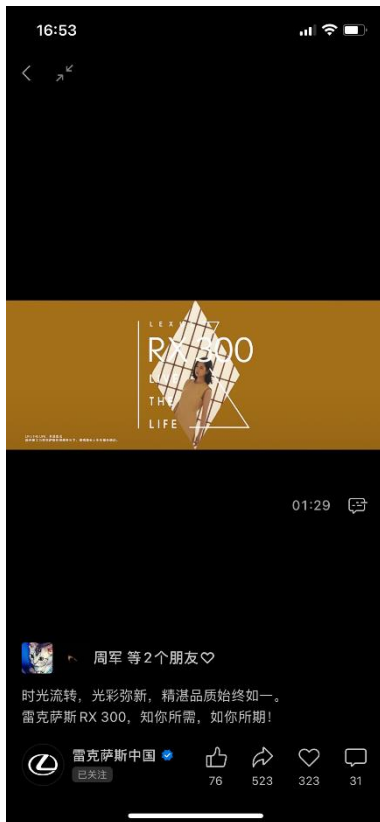 16:53
LEX
RX 300
THE
LIFE
01:29
周军 等2个朋友♡
时光流转，光彩弥新，精湛品质始终如一。
雷克萨斯 RX 300，知你所需，如你所期！
雷克萨斯中国
已关注
76
523
323
31